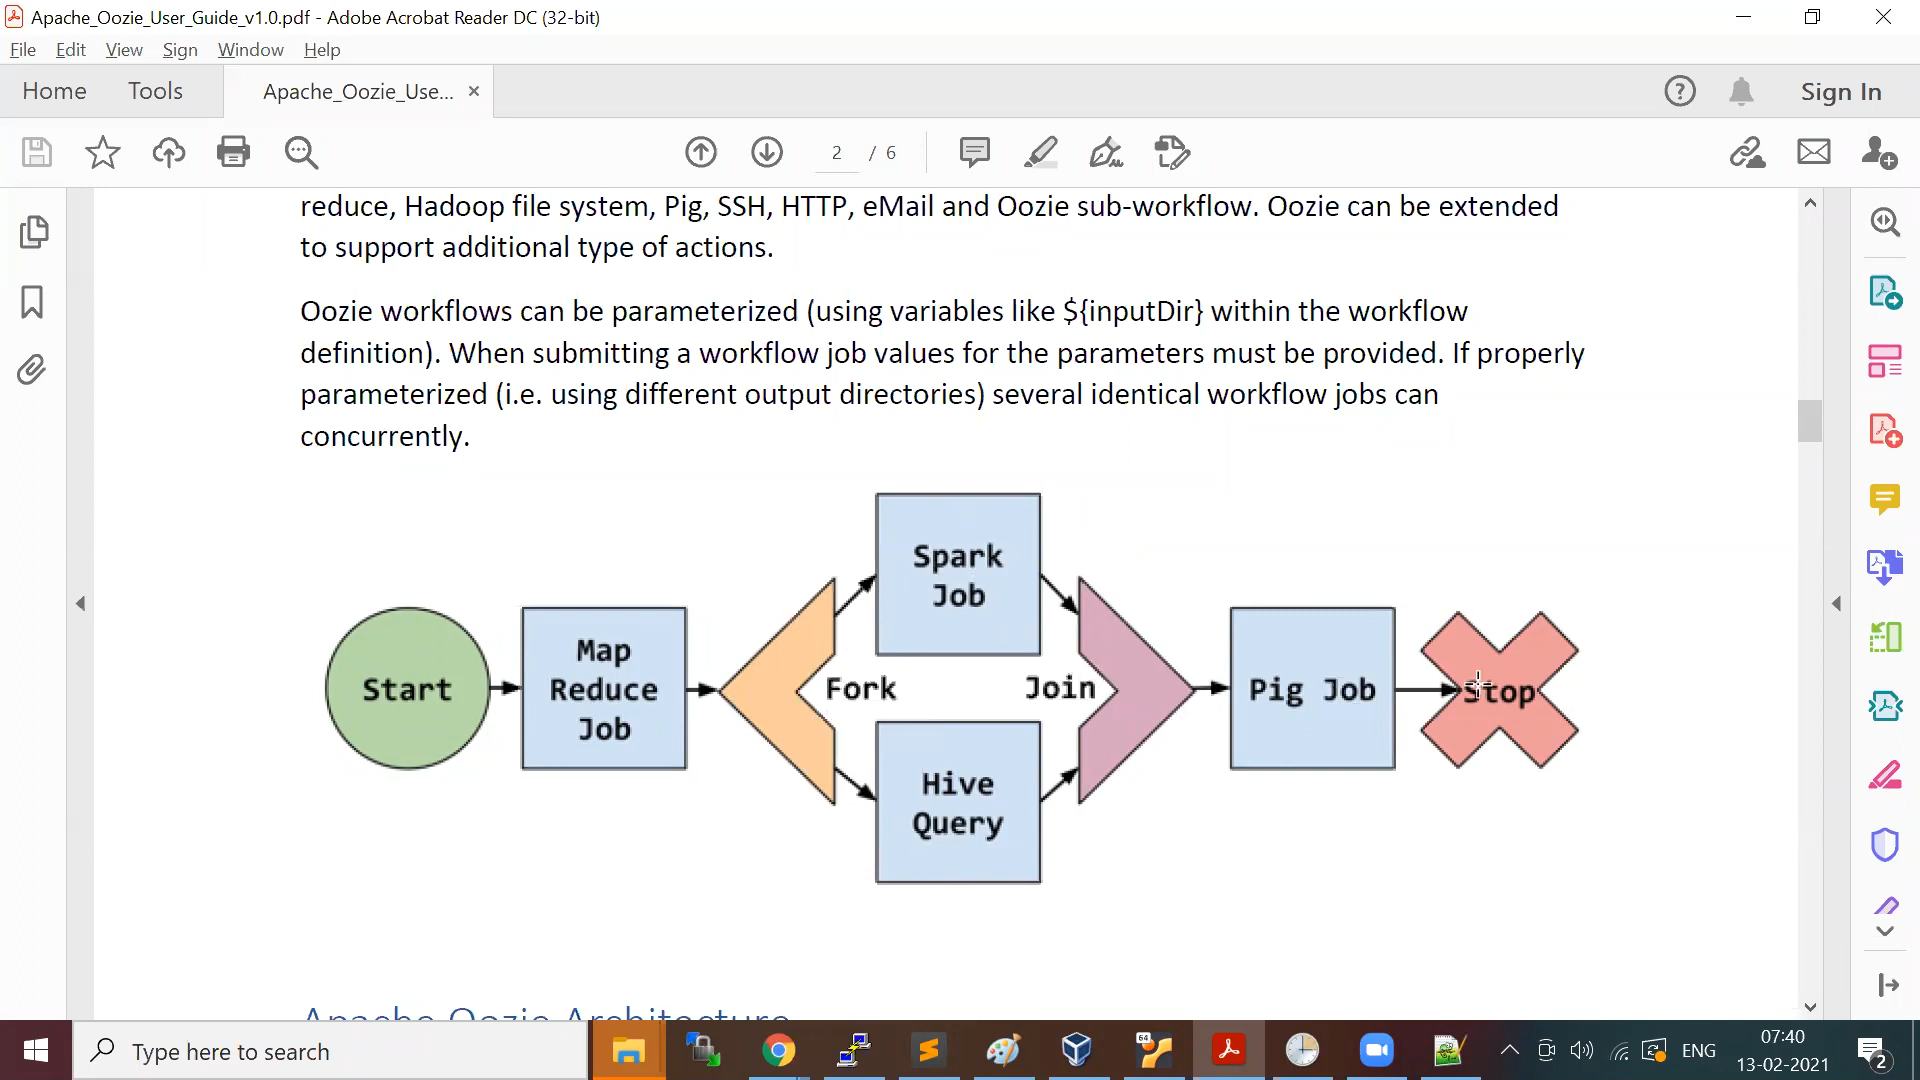 Apache_Oozie_User_Guide_v1.0.pdf - Adobe Acrobat Reader DC (32-bit)
File Edit View Sign Window Help
Home Tools Apache_Oozie_Use... × Sign In
2 / 6
reduce, Hadoop file system, Pig, SSH, HTTP, eMail and Oozie sub-workflow. Oozie can be extended
to support additional type of actions.
Oozie workflows can be parameterized (using variables like ${inputDir} within the workflow
definition). When submitting a workflow job values for the parameters must be provided. If properly
parameterized (i.e. using different output directories) several identical workflow jobs can
concurrently.
Start
Map
Reduce
Job
Fork
Spark
Job
Hive
Query
Join
Pig Job
Stop
Apache Oozie Architecture
Type here to search
64
ENG
07:40
13-02-2021
2